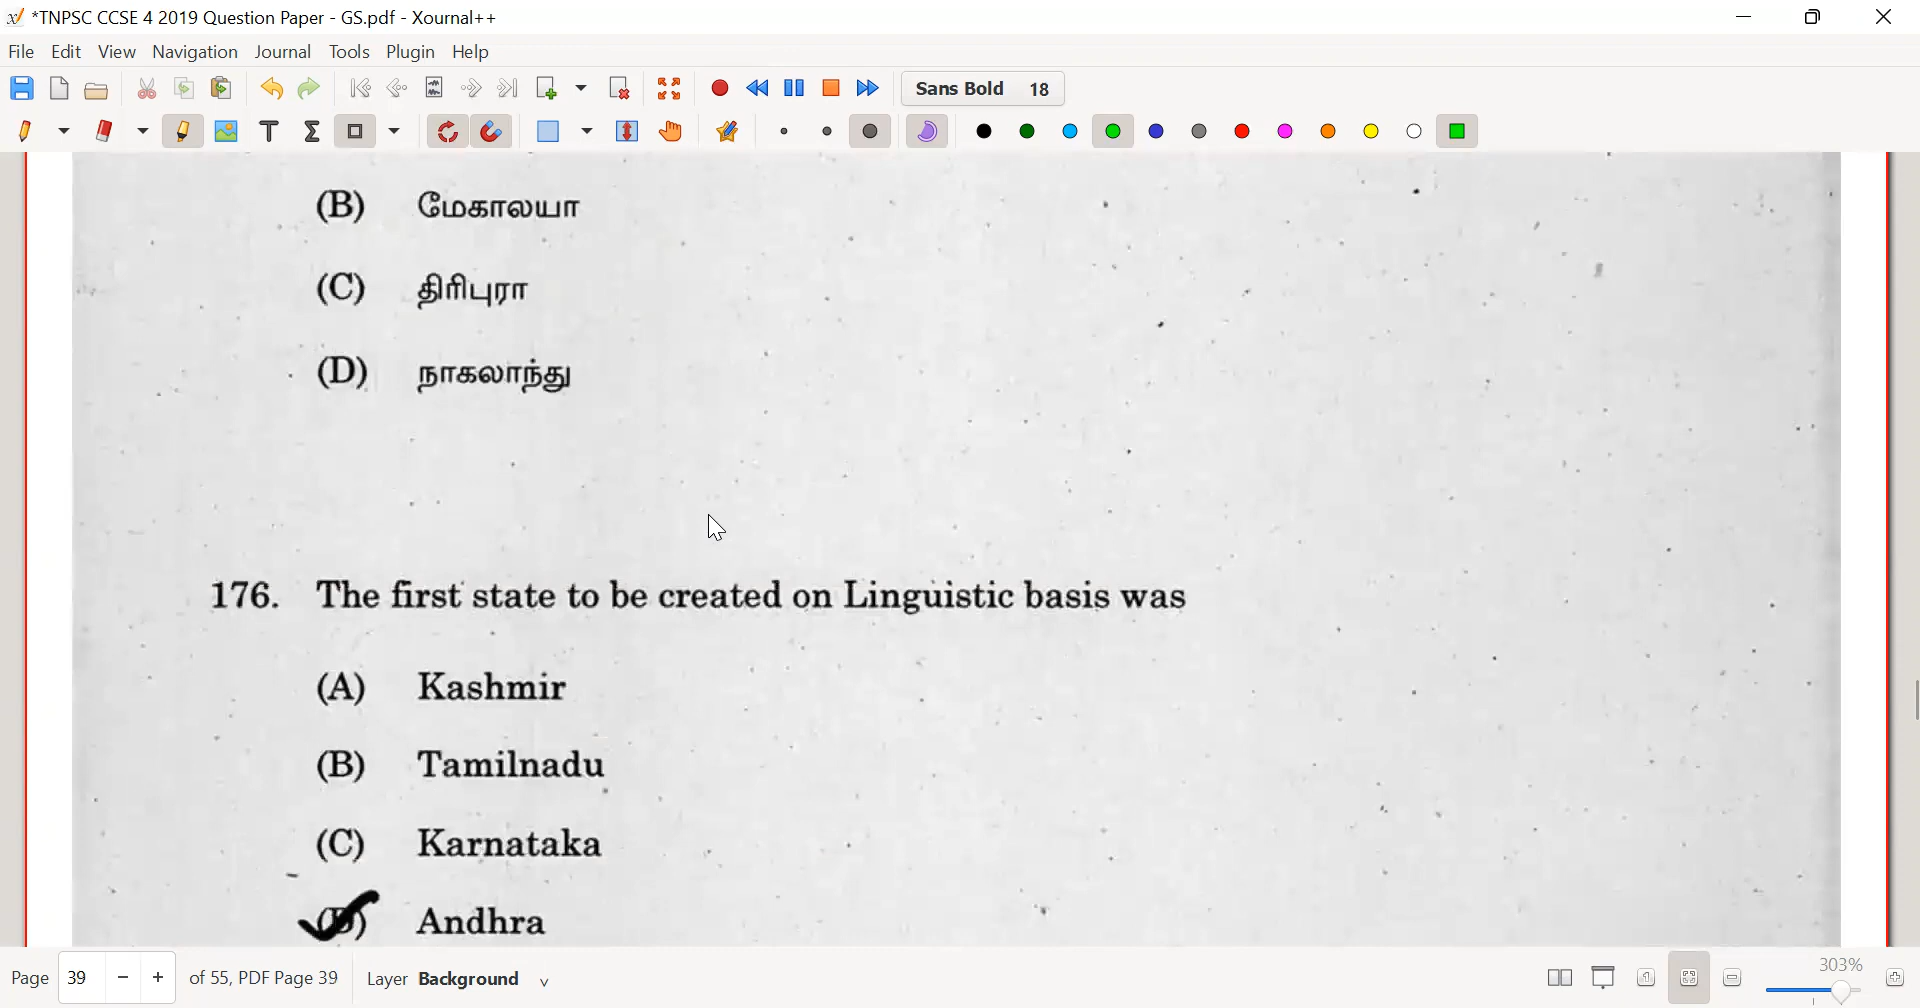 *TNPSC CCSE 4 2019 Question Paper - GS.pdf - Xournal++
File Edit View Navigation Journal Tools Plugin Help
Sans Bold 18
(B) மேகாலயா
(C) திரிபுரா
(D) நாகலாந்து
176. The first state to be created on Linguistic basis was
(A) Kashmir
(B) Tamilnadu
(C) Karnataka
(D) Andhra
Page 39 − + of 55, PDF Page 39 Layer Background 303%